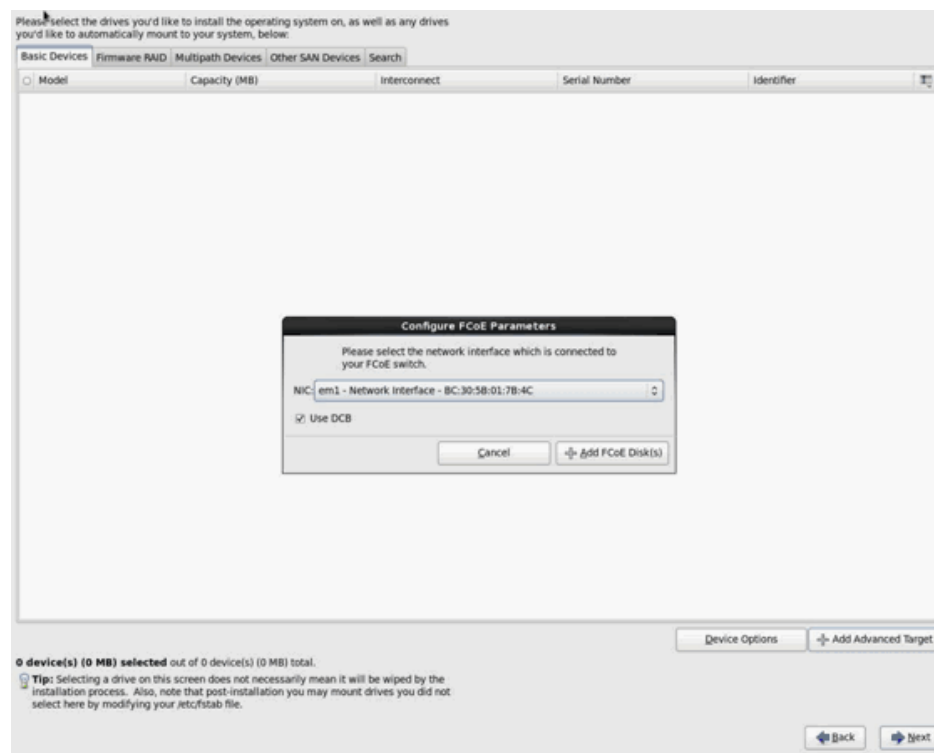 Please select the drives you'd like to install the operating system on, as well as any drives
you'd like to automatically mount to your system, below:
Basic Devices Firmware RAID Multipath Devices Other SAN Devices Search
Model Capacity (MB) Interconnect Serial Number Identifier
Configure FCoE Parameters
Please select the network interface which is connected to
your FCoE switch.
NIC: em1 - Network Interface - BC:30:5B:01:7B:4C
Use DCB
Cancel Add FCoE Disk(s)
Device Options Add Advanced Target
0 device(s) (0 MB) selected out of 0 device(s) (0 MB) total.
Tip: Selecting a drive on this screen does not necessarily mean it will be wiped by the
installation process. Also, note that post-installation you may mount drives you did not
select here by modifying your /etc/fstab file.
Back Next